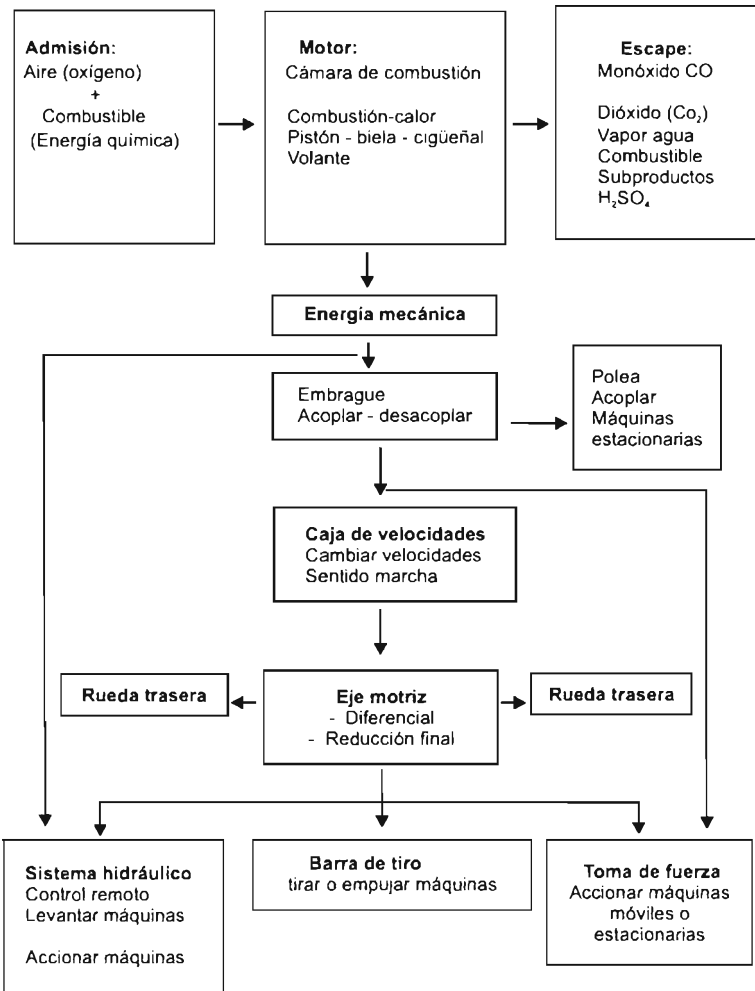 Admisión:
Aire (oxígeno)
+
Combustible
(Energía quimica)
Motor:
Cámara de combustión
Combustión-calor
Pistón - biela - cigüeñal
Volante
Escape:
Monóxido CO
Dióxido (Co₂)
Vapor agua
Combustible
Subproductos
H₂SO₄
Energía mecánica
Embrague
Acoplar - desacoplar
Polea
Acoplar
Máquinas
estacionarias
Caja de velocidades
Cambiar velocidades
Sentido marcha
Rueda trasera
Eje motriz
- Diferencial
- Reducción final
Rueda trasera
Sistema hidráulico
Control remoto
Levantar máquinas
Accionar máquinas
Barra de tiro
tirar o empujar máquinas
Toma de fuerza
Accionar máquinas
móviles o
estacionarias